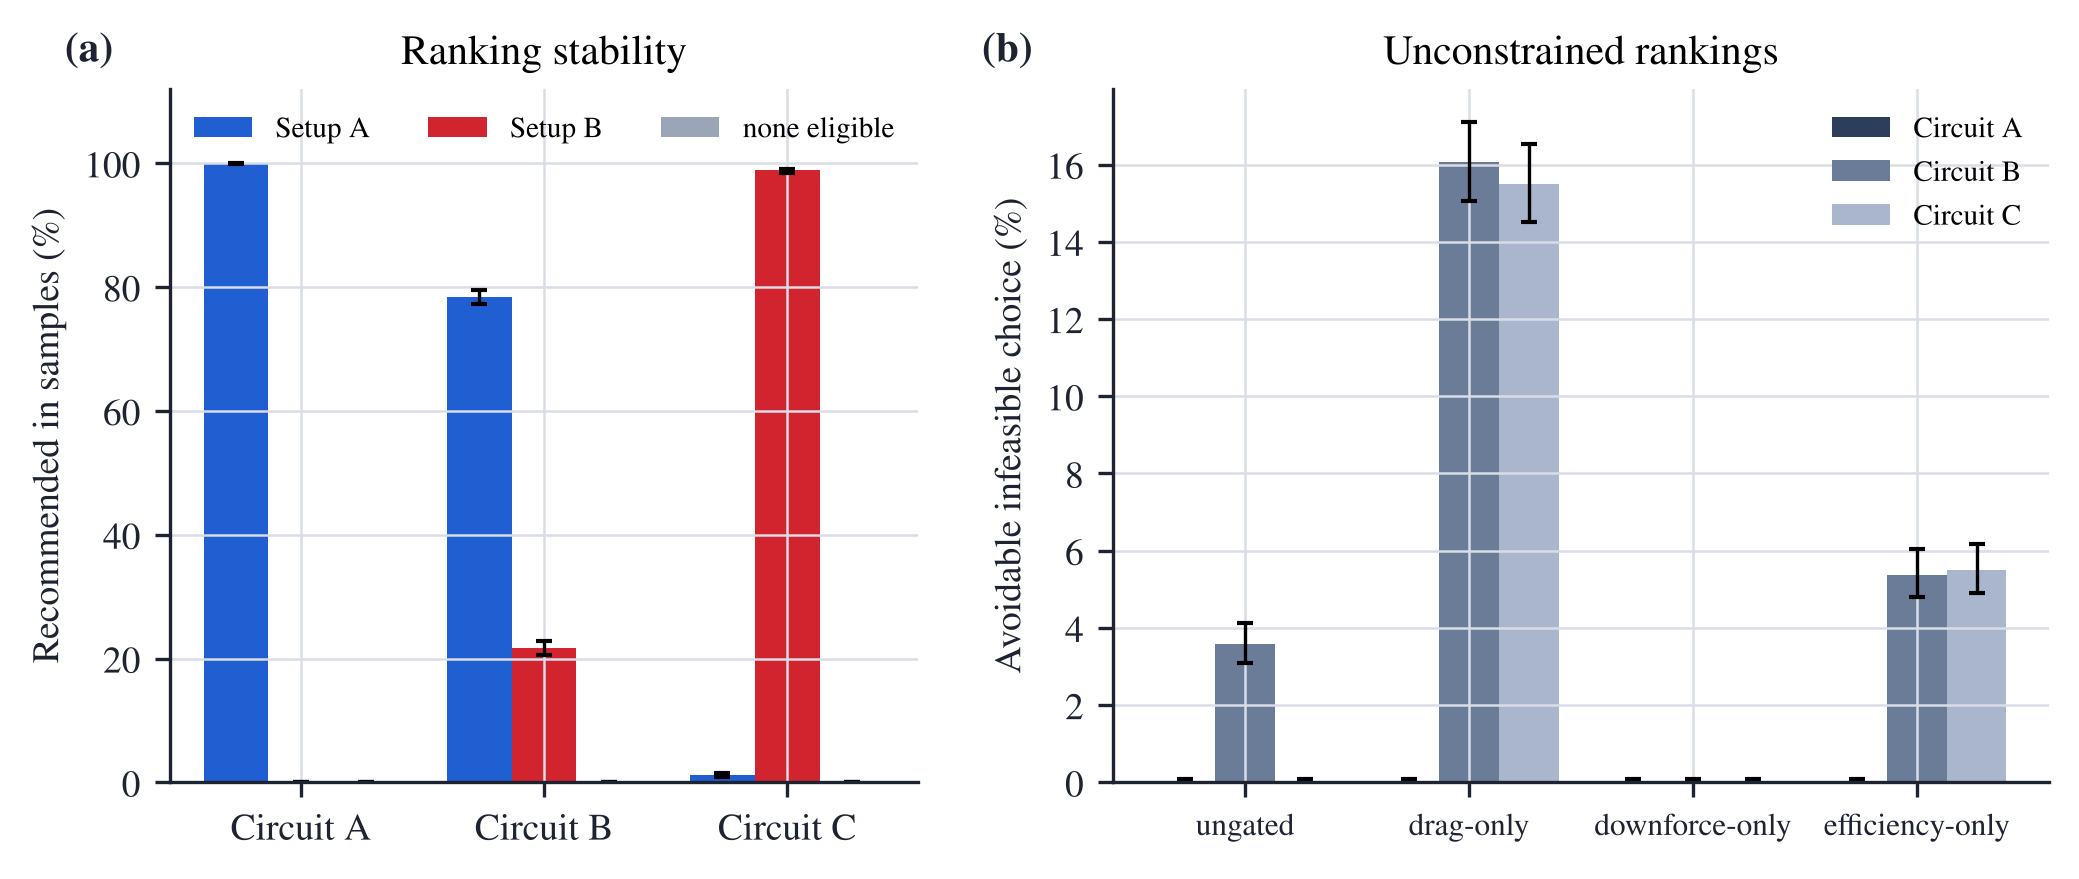 (a)
Ranking stability
Setup A
Setup B
none eligible
Recommended in samples (%)
100
80
60
40
20
0
Circuit A
Circuit B
Circuit C
(b)
Unconstrained rankings
Circuit A
Circuit B
Circuit C
Avoidable infeasible choice (%)
16
14
12
10
8
6
4
2
0
ungated
drag-only
downforce-only
efficiency-only